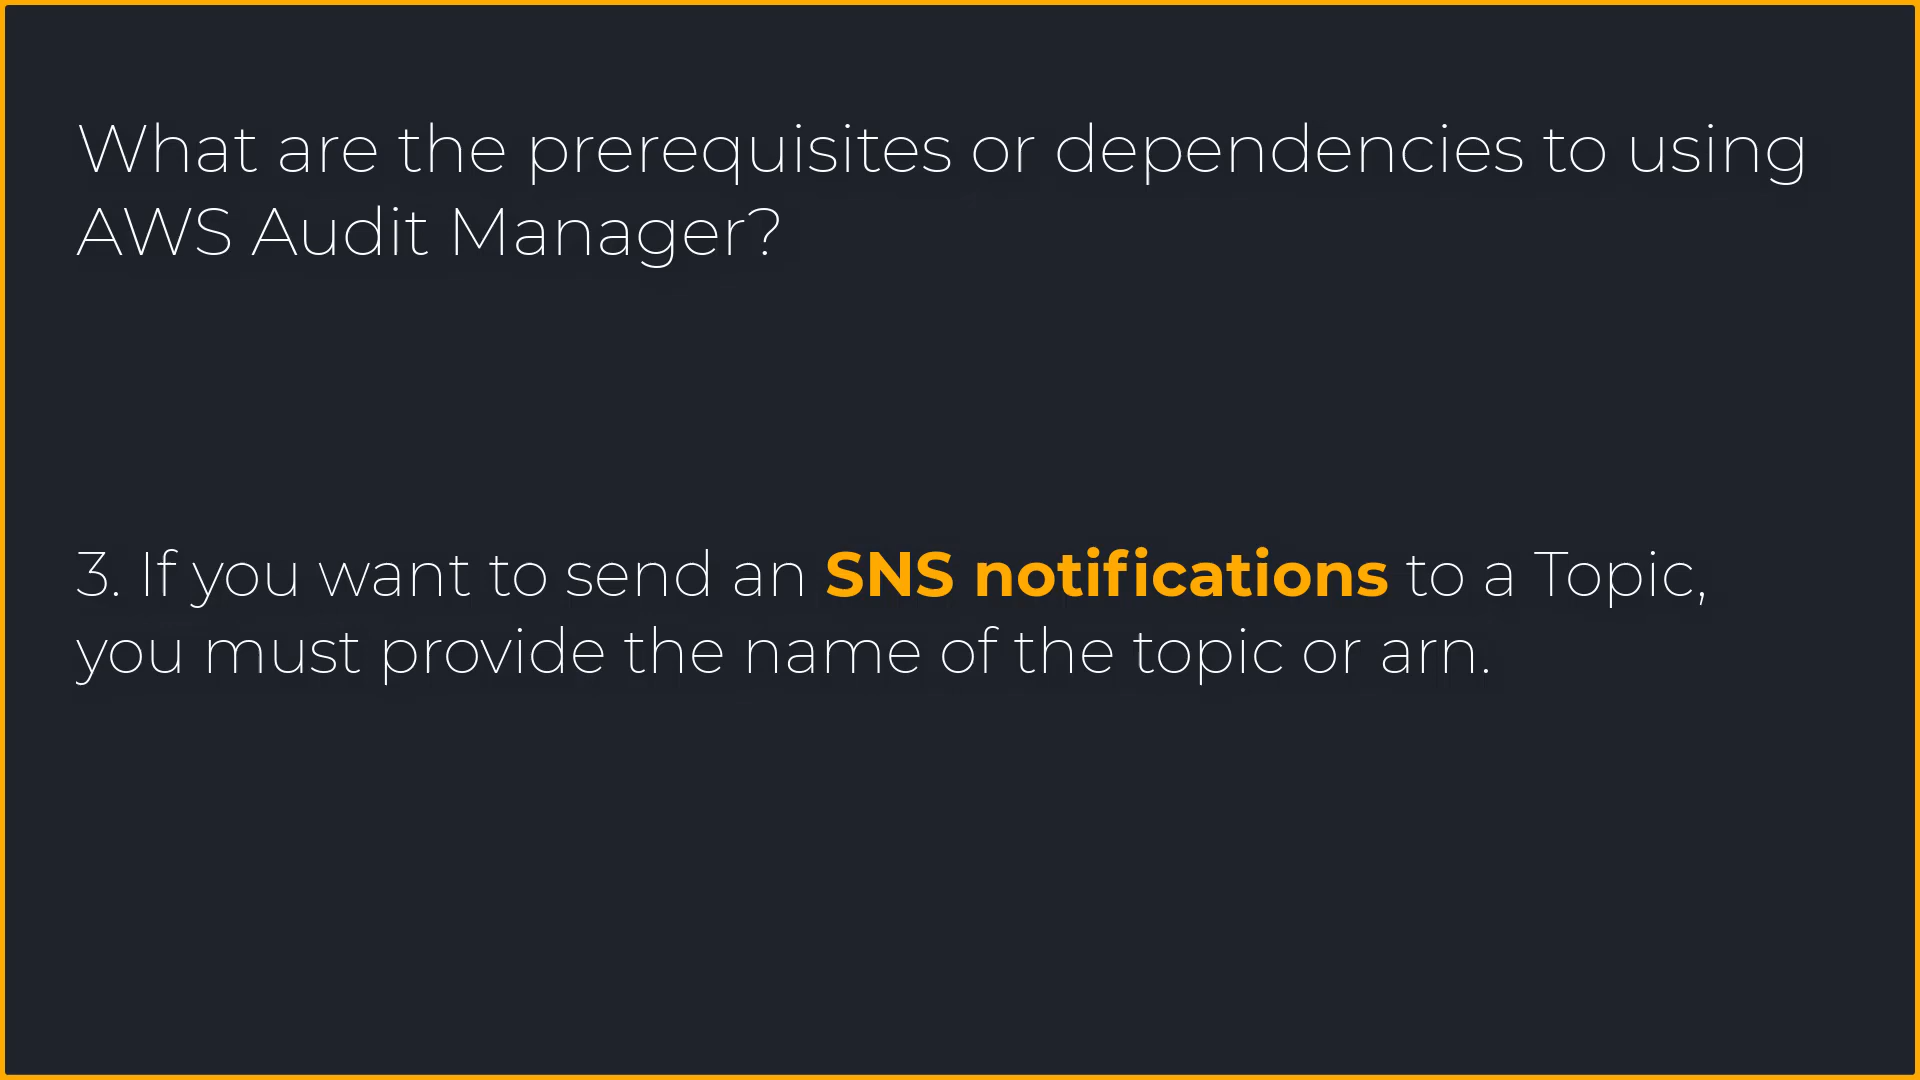 What are the prerequisites or dependencies to using
AWS Audit Manager?
3. If you want to send an SNS notifications to a Topic,
you must provide the name of the topic or arn.